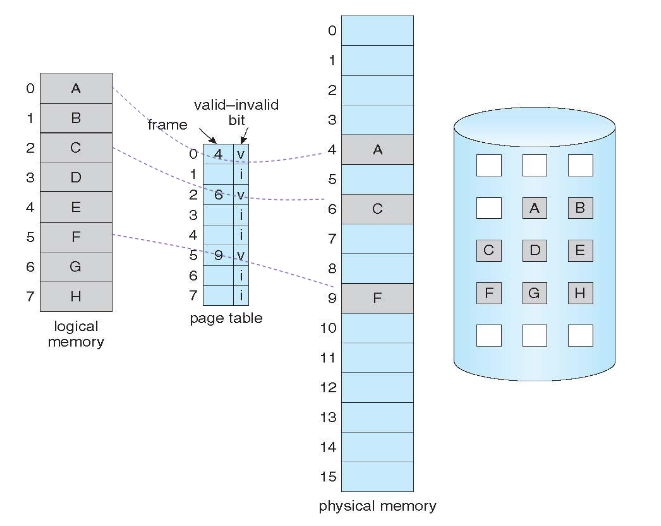 0 A
1 B
2 C
3 D
4 E
5 F
6 G
7 H
logical
memory
valid–invalid
bit
frame
0 4 v
1 i
2 6 v
3 i
4 i
5 9 v
6 i
7 i
page table
0
1
2
3
4 A
5
6 C
7
8
9 F
10
11
12
13
14
15
physical memory
A B
C D E
F G H